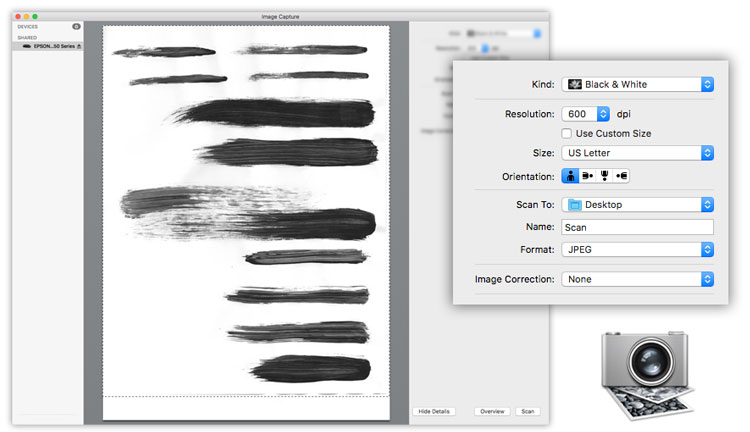 Image Capture
DEVICES 0
SHARED
EPSON...50 Series
Hide Details
Overview
Scan
Kind: Black & White
Resolution: 600 dpi
Use Custom Size
Size: US Letter
Orientation:
Scan To: Desktop
Name: Scan
Format: JPEG
Image Correction: None